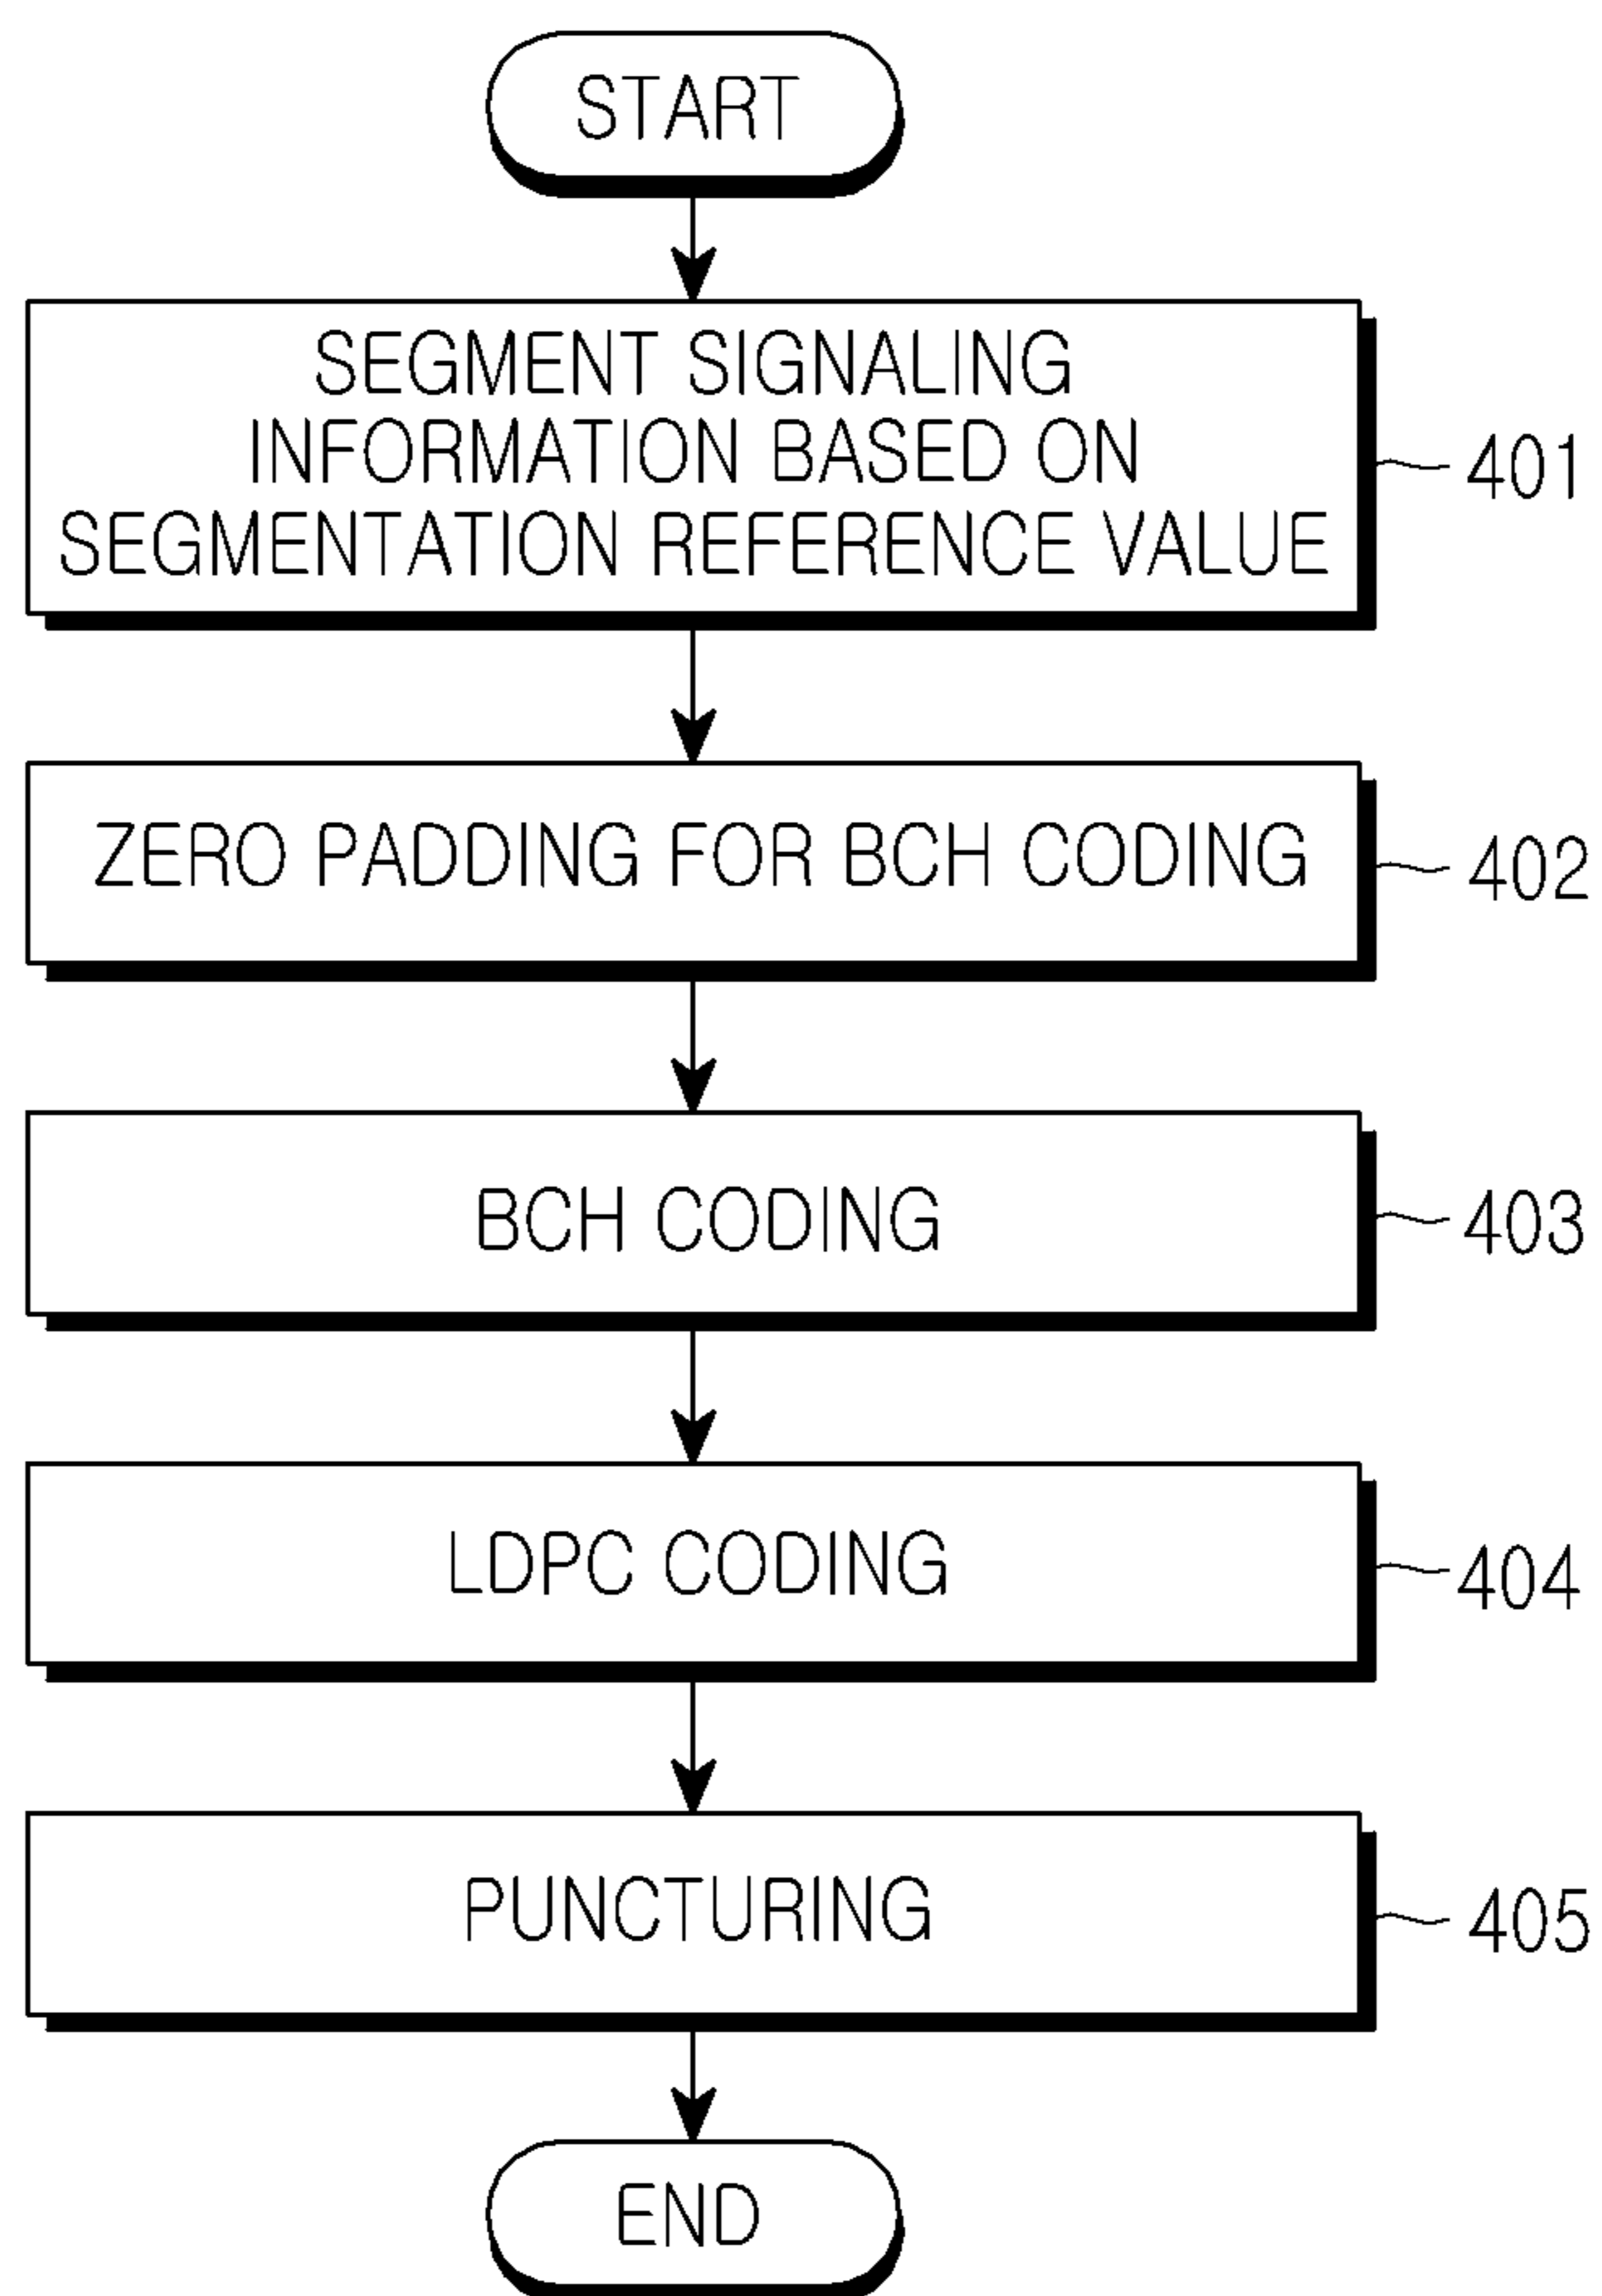 START
SEGMENT SIGNALING
INFORMATION BASED ON
SEGMENTATION REFERENCE VALUE
401
ZERO PADDING FOR BCH CODING
402
BCH CODING
403
LDPC CODING
404
PUNCTURING
405
END